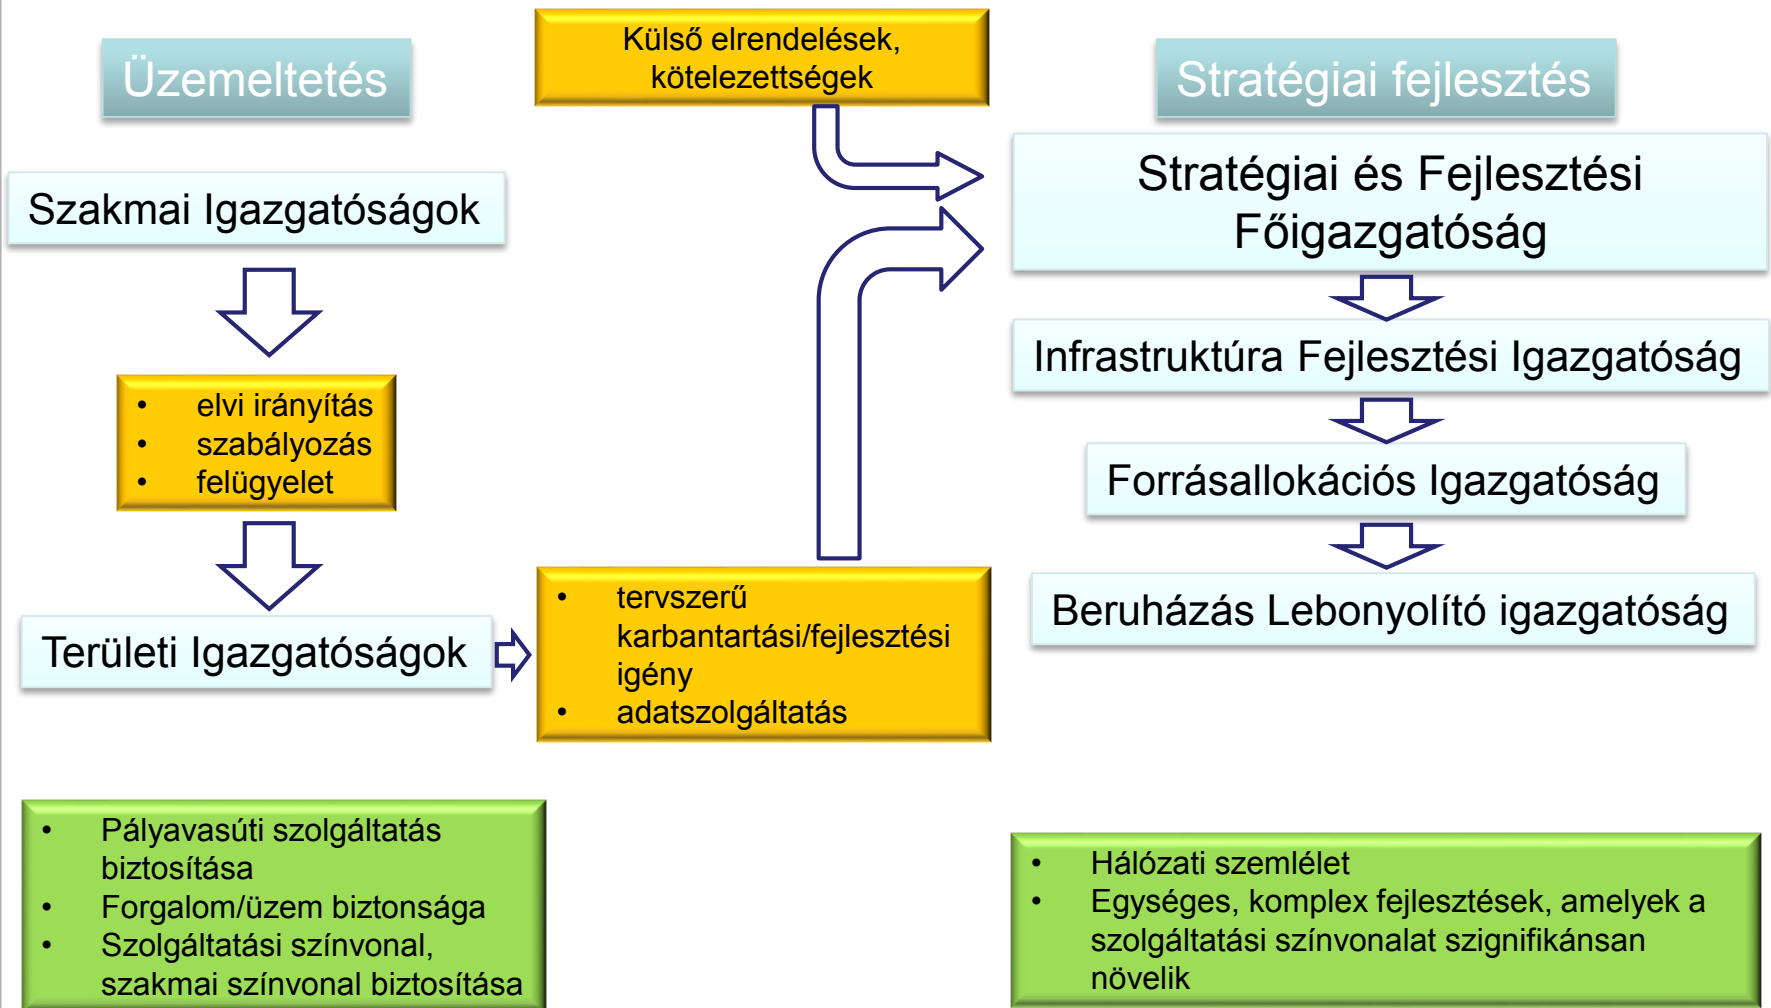 Üzemeltetés
Szakmai Igazgatóságok
• elvi irányítás
• szabályozás
• felügyelet
Területi Igazgatóságok
Külső elrendelések,
kötelezettségek
• tervszerű
karbantartási/fejlesztési
igény
• adatszolgáltatás
Stratégiai fejlesztés
Stratégiai és Fejlesztési
Főigazgatóság
Infrastruktúra Fejlesztési Igazgatóság
Forrásallokációs Igazgatóság
Beruházás Lebonyolító igazgatóság
• Pályavasúti szolgáltatás
biztosítása
• Forgalom/üzem biztonsága
• Szolgáltatási színvonal,
szakmai színvonal biztosítása
• Hálózati szemlélet
• Egységes, komplex fejlesztések, amelyek a
szolgáltatási színvonalat szignifikánsan
növelik